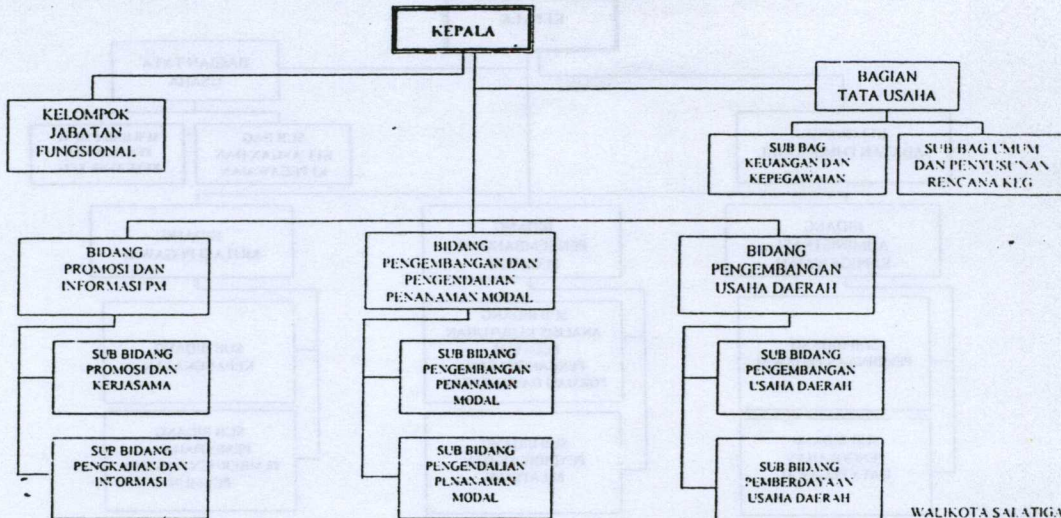 KEPALA
KELOMPOK
JABATAN
FUNGSIONAL
BAGIAN
TATA USAHA
SUB BAG
KEUANGAN DAN
KEPEGAWAIAN
SUB BAG UMUM
DAN PENYUSUNAN
RENCANA KEG
BIDANG
PROMOSI DAN
INFORMASI PM
BIDANG
PENGEMBANGAN DAN
PENGENDALIAN
PENANAMAN MODAL
BIDANG
PENGEMBANGAN
USAHA DAERAH
SUB BIDANG
PROMOSI DAN
KERJASAMA
SUB BIDANG
PENGEMBANGAN
PENANAMAN
MODAL
SUB BIDANG
PENGEMBANGAN
USAHA DAERAH
SUB BIDANG
PENGKAJIAN DAN
INFORMASI
SUB BIDANG
PENGENDALIAN
PENANAMAN
MODAL
SUB BIDANG
PEMBERDAYAAN
USAHA DAERAH
WALIKOTA SALATIGA